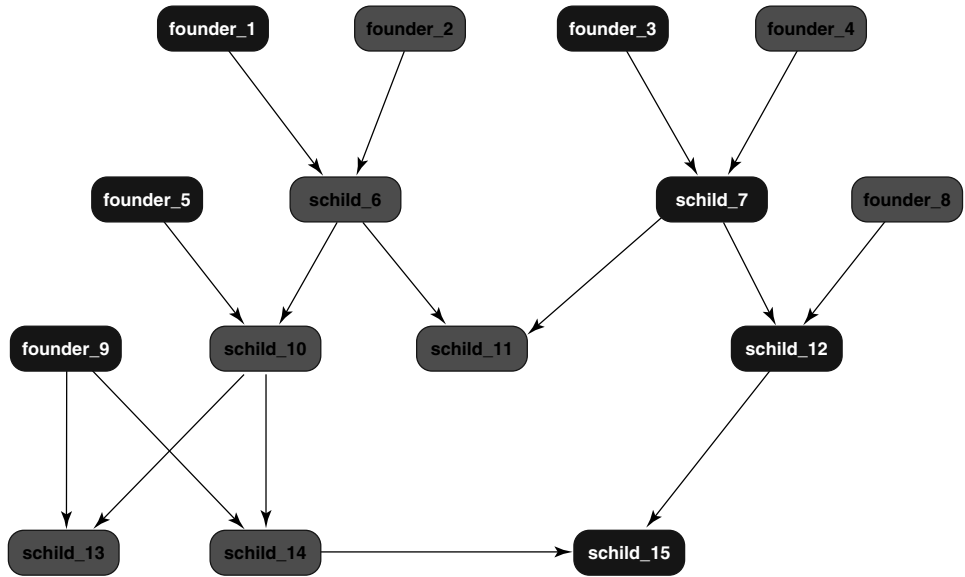 founder_1
founder_2
founder_3
founder_4
founder_5
schild_6
schild_7
founder_8
founder_9
schild_10
schild_11
schild_12
schild_13
schild_14
schild_15